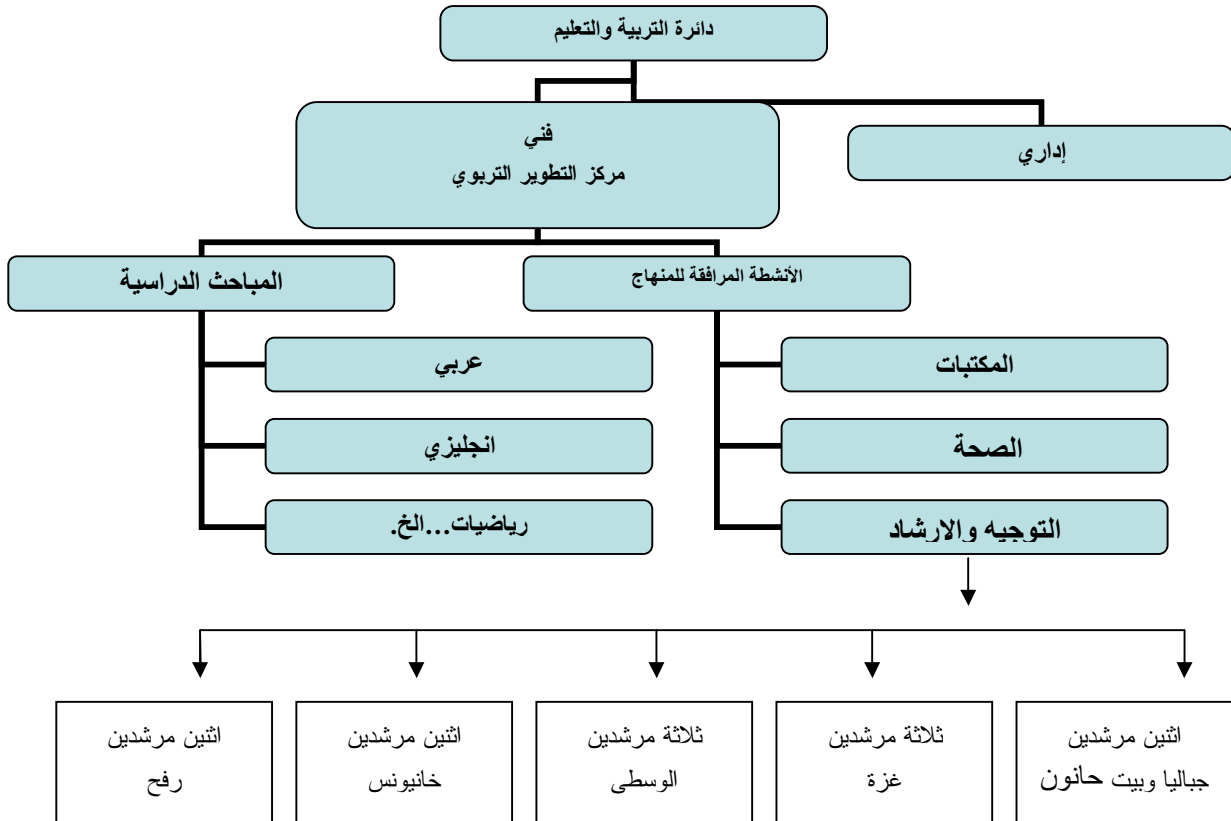 دائرة التربية والتعليم
فني
مركز التطوير التربوي
إداري
الأنشطة المرافقة للمنهاج
المباحث الدراسية
المكتبات
عربي
الصحة
انجليزي
التوجيه والارشاد
رياضيات...الخ.
اثنين مرشدين
جباليا وبيت حانون
ثلاثة مرشدين
غزة
ثلاثة مرشدين
الوسطى
اثنين مرشدين
خانيونس
اثنين مرشدين
رفح